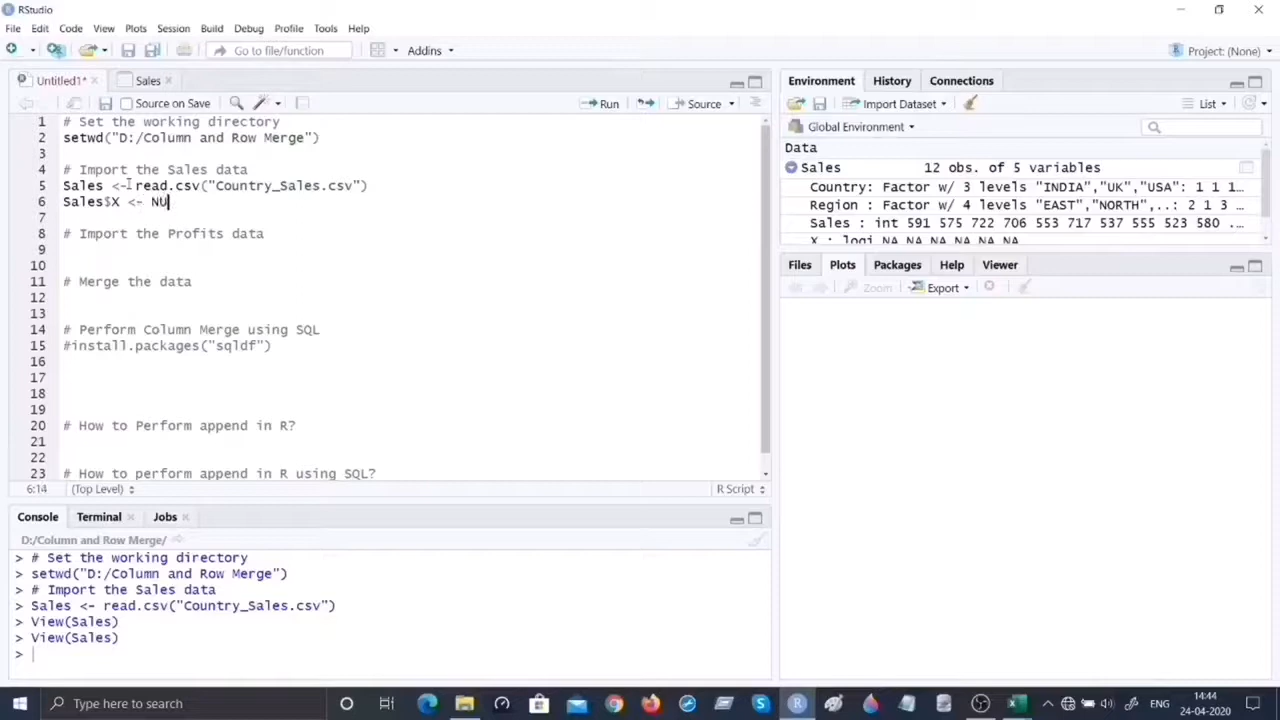 RStudio
File Edit Code View Plots Session Build Debug Profile Tools Help
Go to file/function Addins Project: (None)
Untitled1* Sales
Source on Save Run Source
1 # Set the working directory
2 setwd("D:/Column and Row Merge")
3
4 # Import the Sales data
5 Sales <- read.csv("Country_Sales.csv")
6 Sales$X <- NU
7
8 # Import the Profits data
9
10
11 # Merge the data
12
13
14 # Perform Column Merge using SQL
15 #install.packages("sqldf")
16
17
18
19
20 # How to Perform append in R?
21
22
23 # How to perform append in R using SQL?
6:14 (Top Level) R Script
Console Terminal Jobs
D:/Column and Row Merge/
> # Set the working directory
> setwd("D:/Column and Row Merge")
> # Import the Sales data
> Sales <- read.csv("Country_Sales.csv")
> View(Sales)
> View(Sales)
>
Environment History Connections
Import Dataset List
Global Environment
Data
Sales 12 obs. of 5 variables
Country: Factor w/ 3 levels "INDIA","UK","USA": 1 1 1…
Region : Factor w/ 4 levels "EAST","NORTH",..: 2 1 3 …
Sales : int 591 575 722 706 553 717 537 555 523 580 …
X : logi NA NA NA NA NA NA
Files Plots Packages Help Viewer
Zoom Export
Type here to search
ENG
14:44
24-04-2020